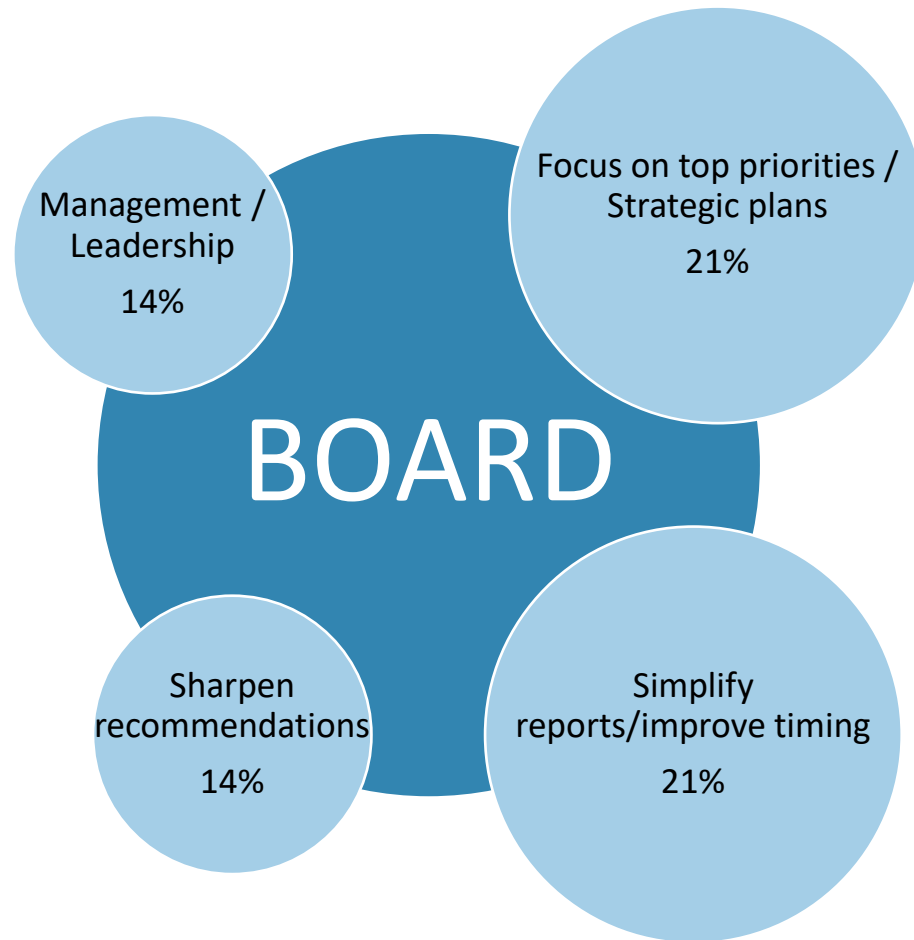 Management /
Leadership
14%
Focus on top priorities /
Strategic plans
21%
BOARD
Sharpen
recommendations
14%
Simplify
reports/improve timing
21%